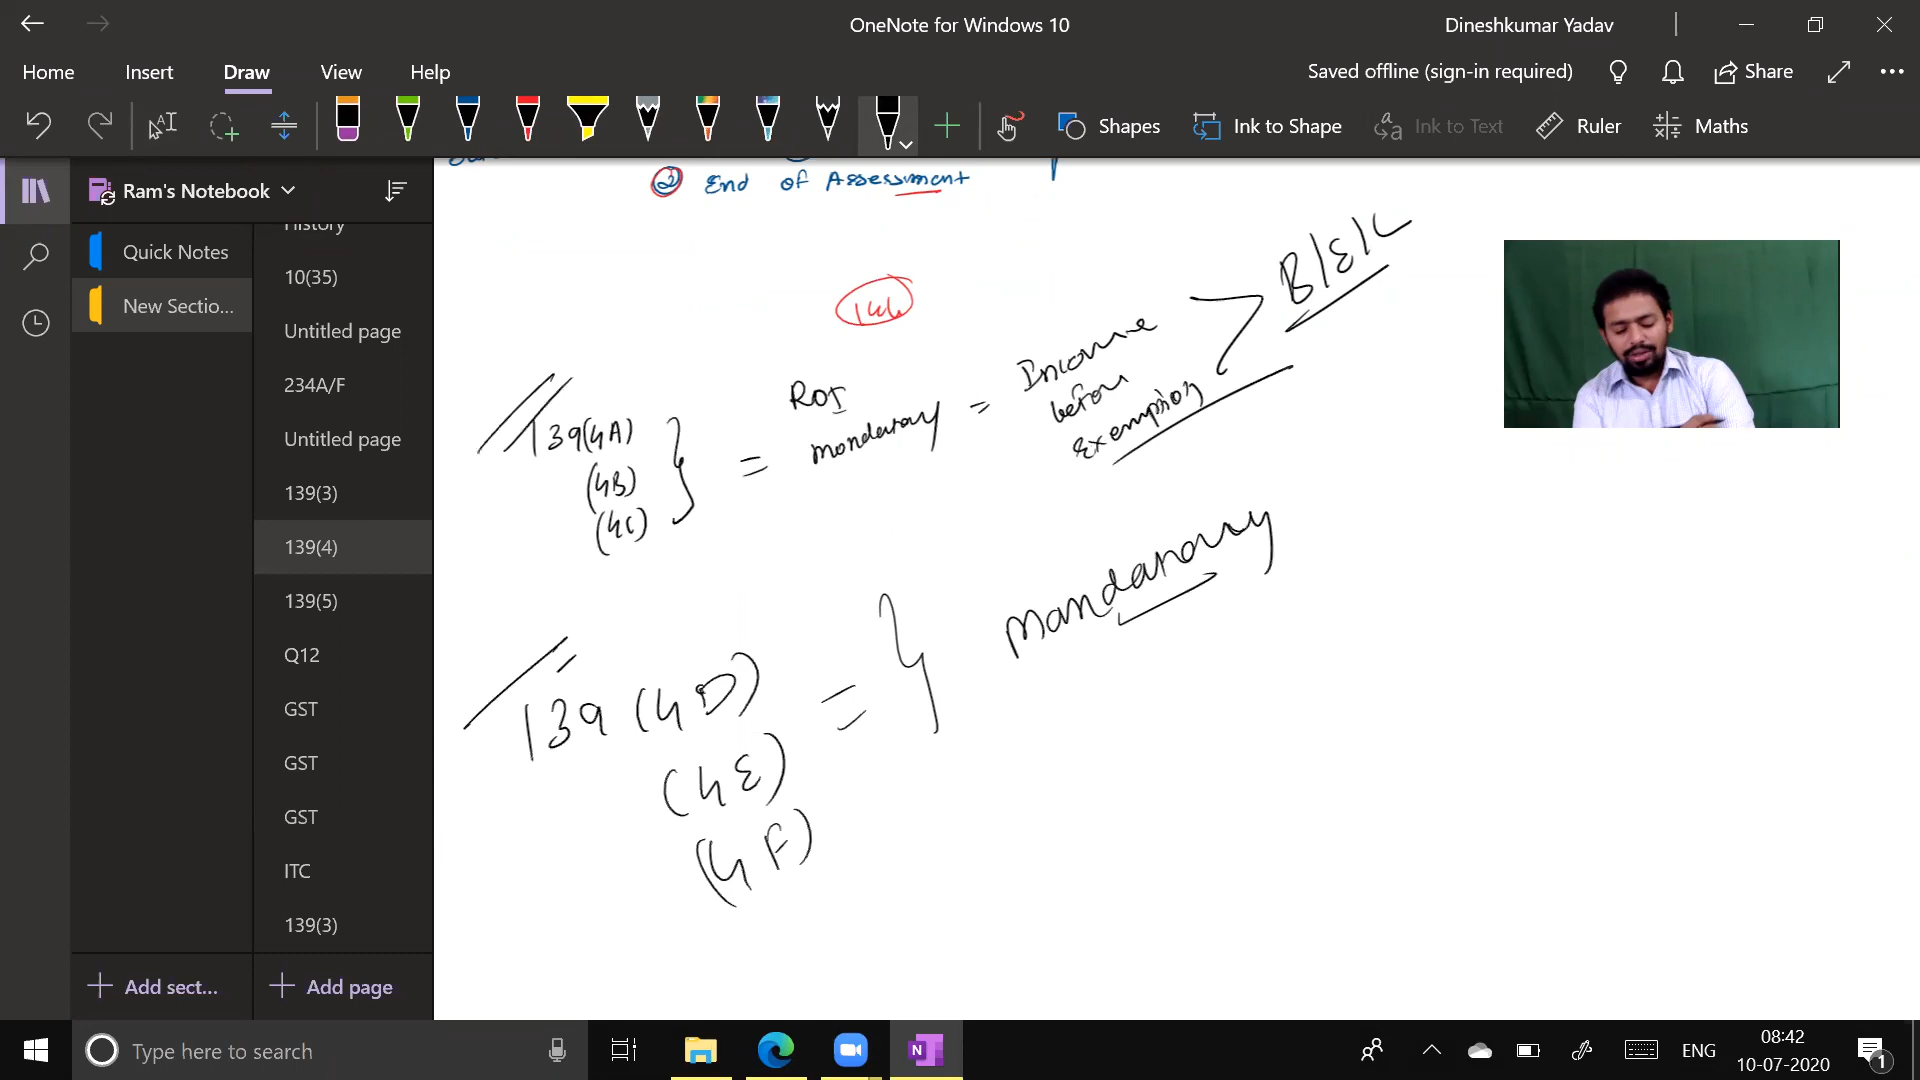 OneNote for Windows 10
Dineshkumar Yadav
Home Insert Draw View Help
Saved offline (sign-in required)
Share
Shapes
Ink to Shape
Ink to Text
Ruler
Maths
Ram's Notebook
Quick Notes
New Sectio...
History
10(35)
Untitled page
234A/F
Untitled page
139(3)
139(4)
139(5)
Q12
GST
GST
GST
ITC
139(3)
Add sect...
Add page
② End of Assessment
B/E/L
139(4A)
(4B)
(4C)
=
ROI
mandatory
=
Income
before
Exemption
>
139 (4D)
(4E)
(4F)
=
mandatory
Type here to search
N
ENG
08:42
10-07-2020
1